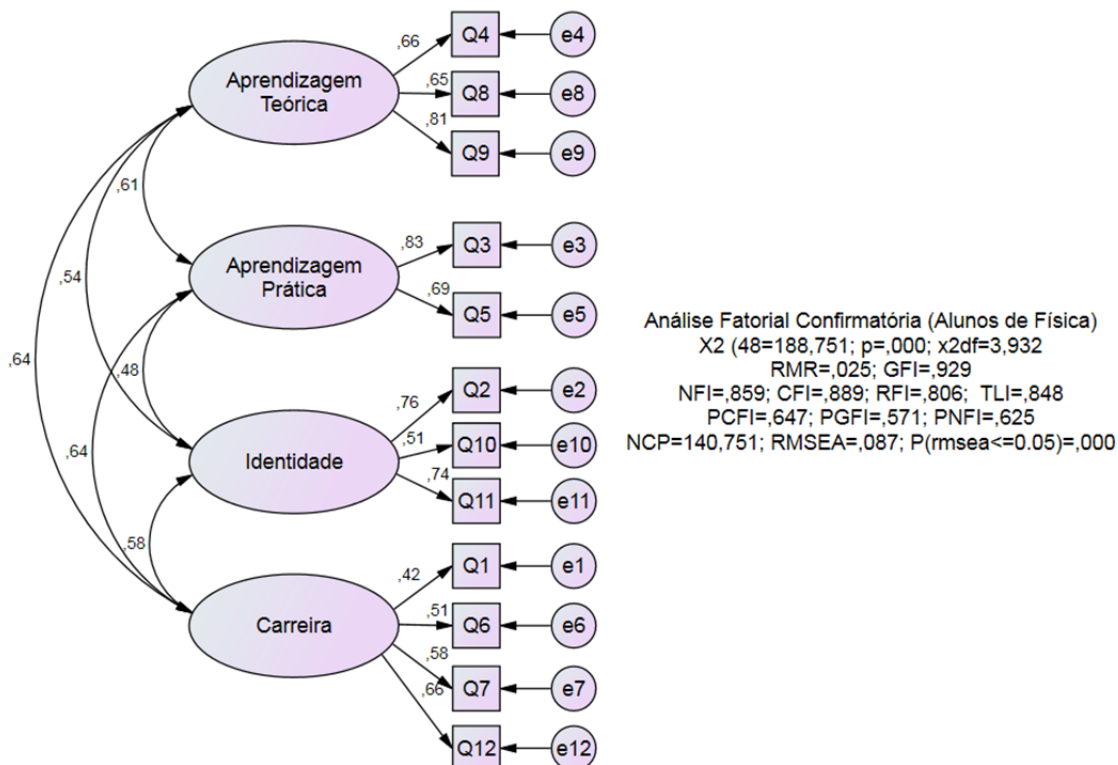 ,66
Q4
e4
Aprendizagem
Teórica
,65
Q8
e8
,81
Q9
e9
,61
Aprendizagem
Prática
,83
Q3
e3
,69
Q5
e5
,54
,64
,48
Identidade
,76
Q2
e2
,51
Q10
e10
,74
Q11
e11
,64
,58
Carreira
,42
Q1
e1
,51
Q6
e6
,58
Q7
e7
,66
Q12
e12
Análise Fatorial Confirmatória (Alunos de Física)
X2 (48=188,751; p=,000; x2df=3,932
RMR=,025; GFI=,929
NFI=,859; CFI=,889; RFI=,806; TLI=,848
PCFI=,647; PGFI=,571; PNFI=,625
NCP=140,751; RMSEA=,087; P(rmsea<=0.05)=,000